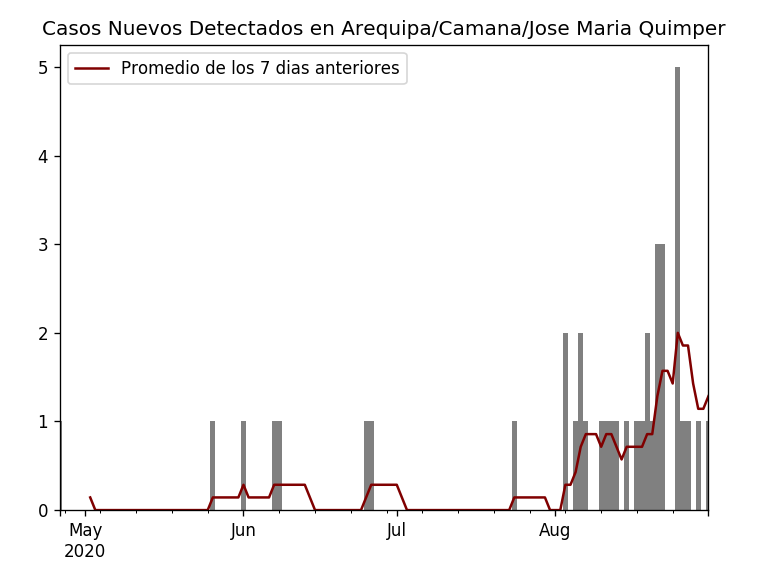 Casos Nuevos Detectados en Arequipa/Camana/Jose Maria Quimper
Promedio de los 7 dias anteriores
5
4
3
2
1
0
May Jun Jul Aug
2020